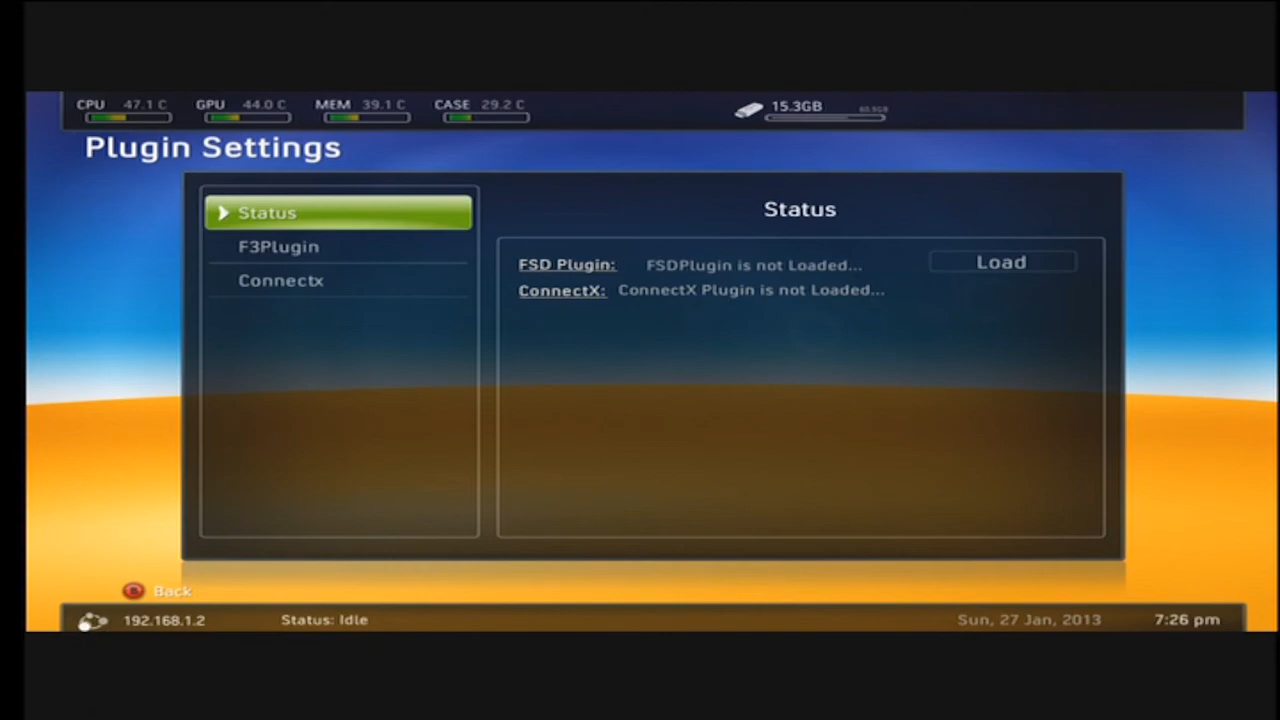 CPU 47.1 C GPU 44.0 C MEM 39.1 C CASE 29.2 C 15.3GB
Plugin Settings
Status
F3Plugin
Connectx
Status
FSD Plugin: FSDPlugin is not Loaded... Load
ConnectX: ConnectX Plugin is not Loaded...
Back
192.168.1.2 Status: Idle Sun, 27 Jan, 2013 7:26 pm